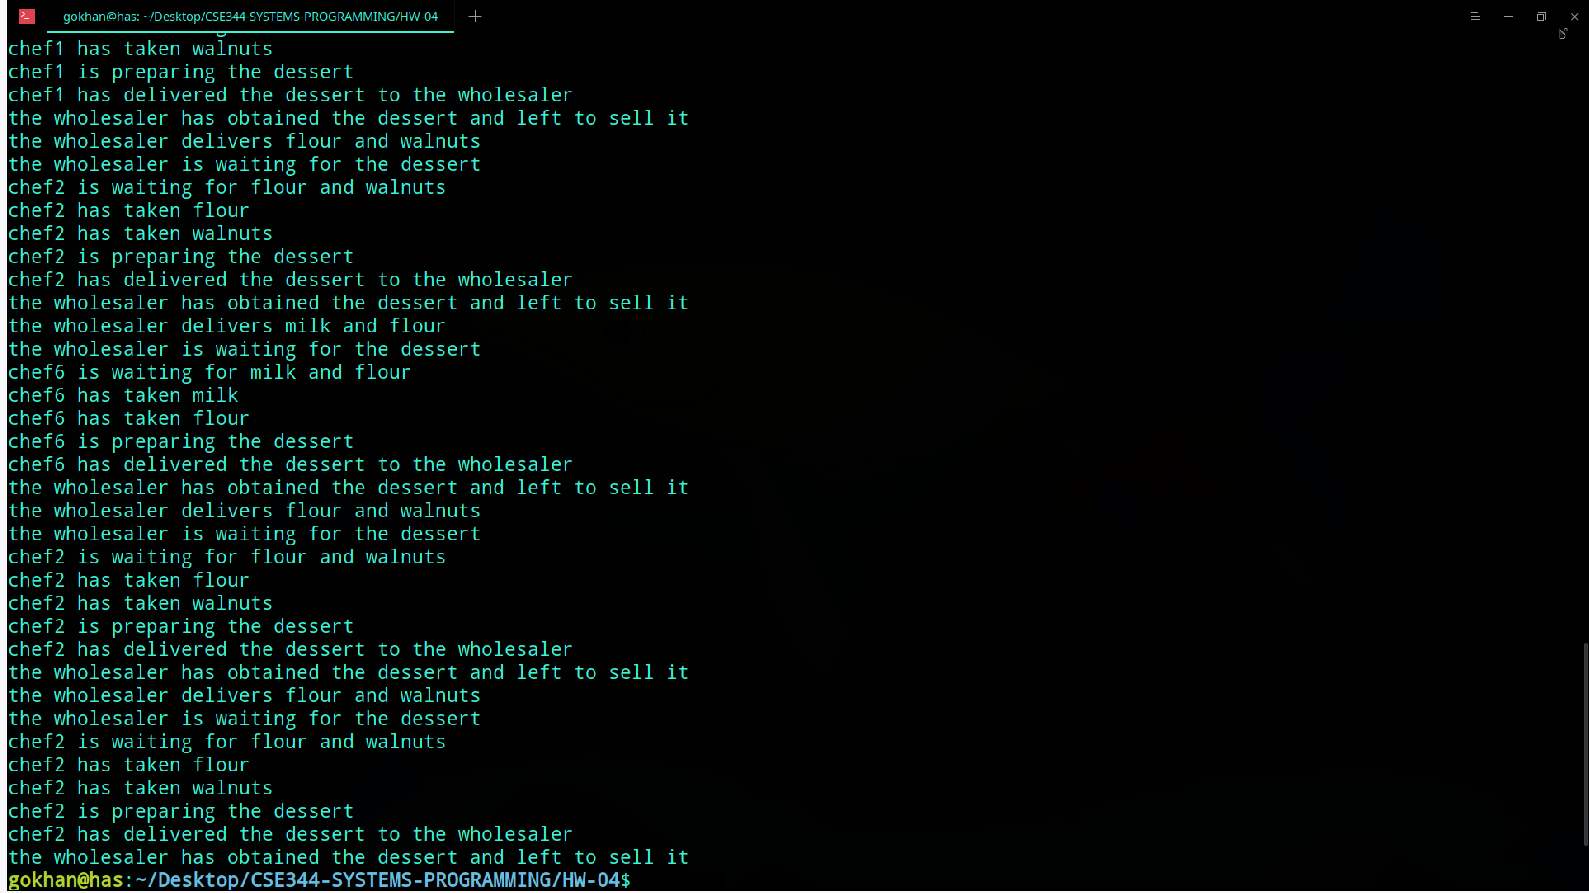 gokhan@has: ~/Desktop/CSE344-SYSTEMS-PROGRAMMING/HW-04
chef1 has taken walnuts
chef1 is preparing the dessert
chef1 has delivered the dessert to the wholesaler
the wholesaler has obtained the dessert and left to sell it
the wholesaler delivers flour and walnuts
the wholesaler is waiting for the dessert
chef2 is waiting for flour and walnuts
chef2 has taken flour
chef2 has taken walnuts
chef2 is preparing the dessert
chef2 has delivered the dessert to the wholesaler
the wholesaler has obtained the dessert and left to sell it
the wholesaler delivers milk and flour
the wholesaler is waiting for the dessert
chef6 is waiting for milk and flour
chef6 has taken milk
chef6 has taken flour
chef6 is preparing the dessert
chef6 has delivered the dessert to the wholesaler
the wholesaler has obtained the dessert and left to sell it
the wholesaler delivers flour and walnuts
the wholesaler is waiting for the dessert
chef2 is waiting for flour and walnuts
chef2 has taken flour
chef2 has taken walnuts
chef2 is preparing the dessert
chef2 has delivered the dessert to the wholesaler
the wholesaler has obtained the dessert and left to sell it
the wholesaler delivers flour and walnuts
the wholesaler is waiting for the dessert
chef2 is waiting for flour and walnuts
chef2 has taken flour
chef2 has taken walnuts
chef2 is preparing the dessert
chef2 has delivered the dessert to the wholesaler
the wholesaler has obtained the dessert and left to sell it
gokhan@has:~/Desktop/CSE344-SYSTEMS-PROGRAMMING/HW-04$